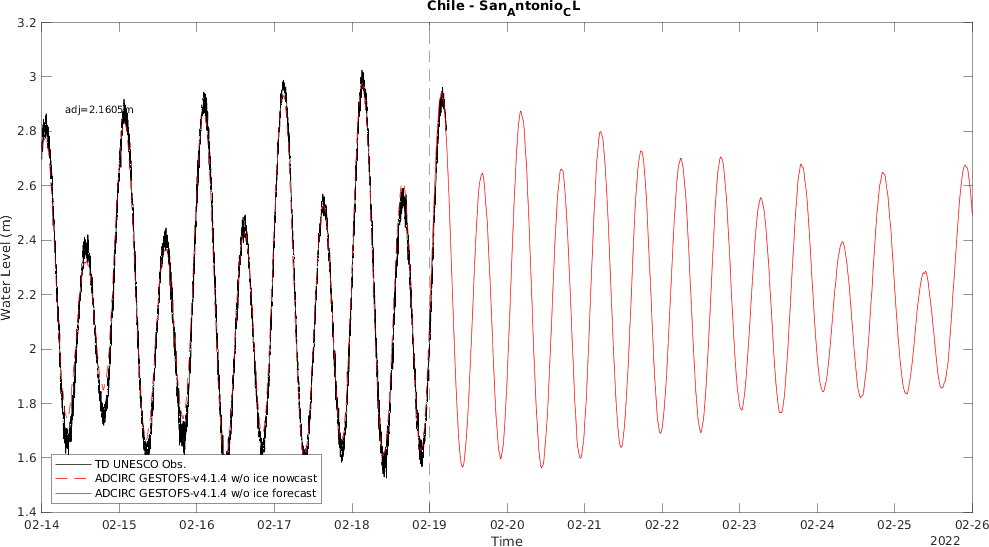 Chile - SanAntonioCL
3.2
3
2.8
2.6
2.4
2.2
2
1.8
1.6
1.4
Water Level (m)
adj=2.1605m
TD UNESCO Obs.
ADCIRC GESTOFS-v4.1.4 w/o ice nowcast
ADCIRC GESTOFS-v4.1.4 w/o ice forecast
02-14 02-15 02-16 02-17 02-18 02-19 02-20 02-21 02-22 02-23 02-24 02-25 02-26
Time
2022